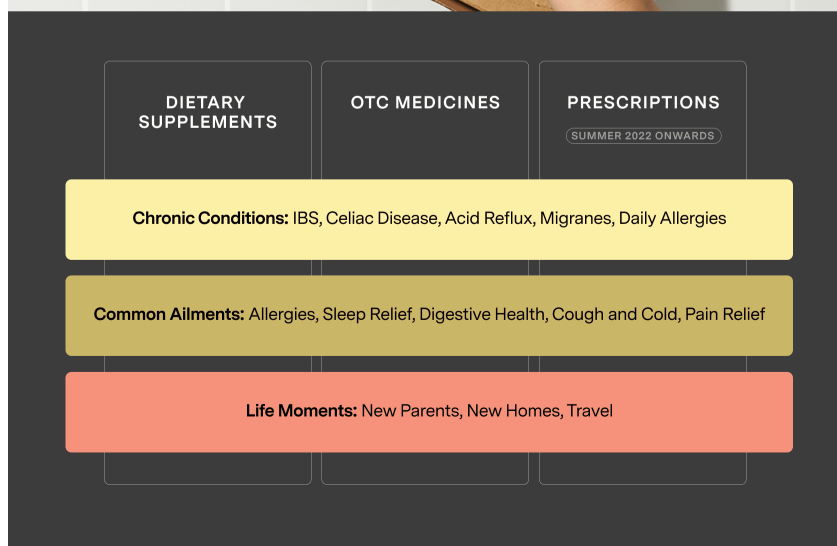 DIETARY
SUPPLEMENTS
OTC MEDICINES
PRESCRIPTIONS
SUMMER 2022 ONWARDS
Chronic Conditions: IBS, Celiac Disease, Acid Reflux, Migranes, Daily Allergies
Common Ailments: Allergies, Sleep Relief, Digestive Health, Cough and Cold, Pain Relief
Life Moments: New Parents, New Homes, Travel